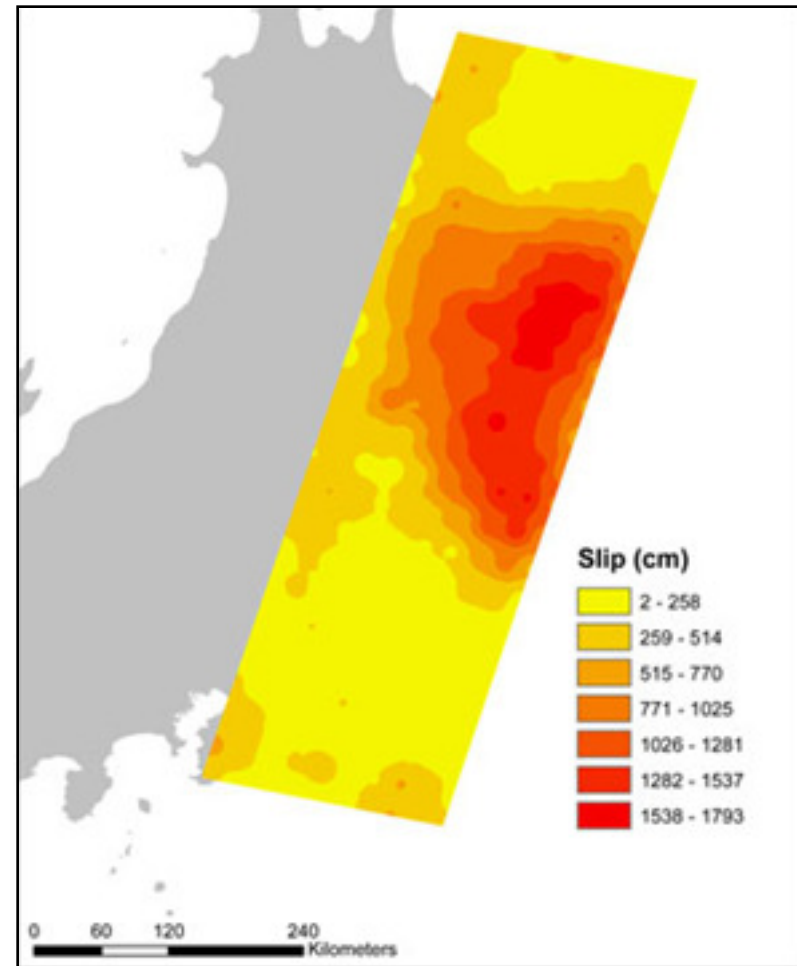 Slip (cm)
2 - 258
259 - 514
515 - 770
771 - 1025
1026 - 1281
1282 - 1537
1538 - 1793
0 60 120 240
Kilometers